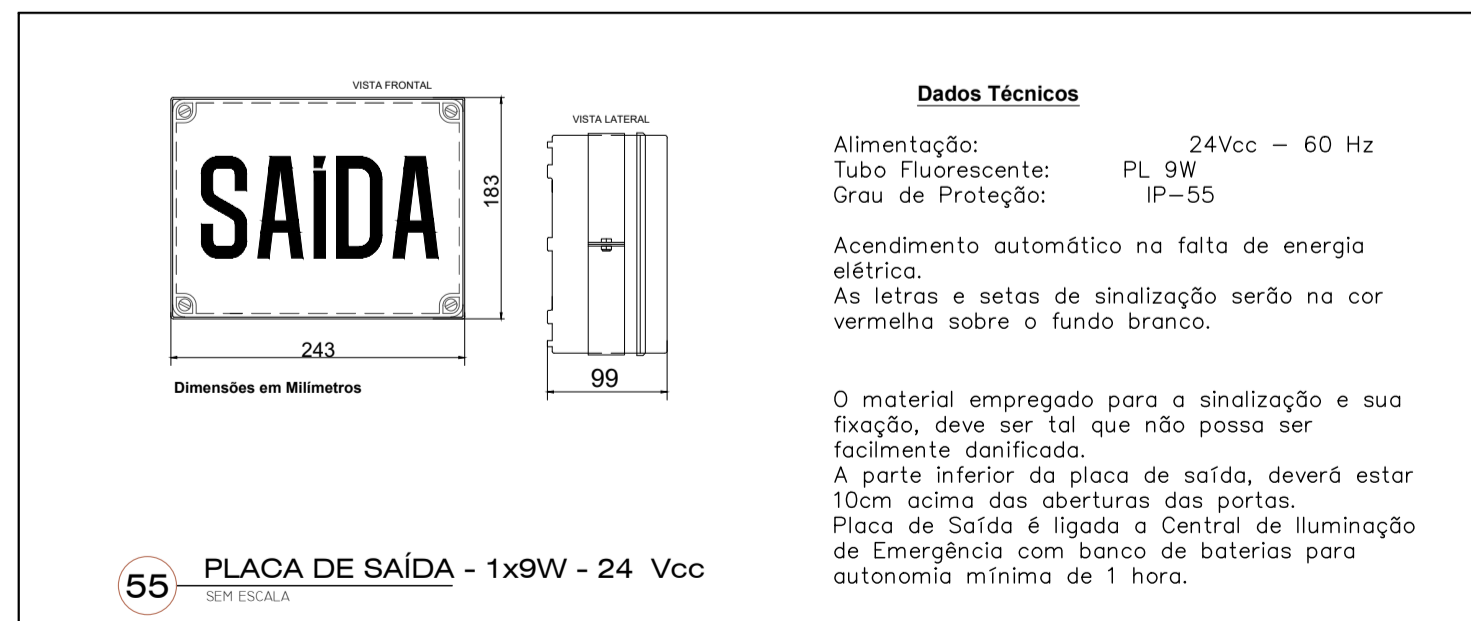 VISTA FRONTAL
SAÍDA
183
243
Dimensões em Milímetros
VISTA LATERAL
99
55
PLACA DE SAÍDA - 1x9W - 24 Vcc
SEM ESCALA
Dados Técnicos
Alimentação: 24Vcc – 60 Hz
Tubo Fluorescente: PL 9W
Grau de Proteção: IP–55
Acendimento automático na falta de energia
elétrica.
As letras e setas de sinalização serão na cor
vermelha sobre o fundo branco.
O material empregado para a sinalização e sua
fixação, deve ser tal que não possa ser
facilmente danificada.
A parte inferior da placa de saída, deverá estar
10cm acima das aberturas das portas.
Placa de Saída é ligada a Central de Iluminação
de Emergência com banco de baterias para
autonomia mínima de 1 hora.